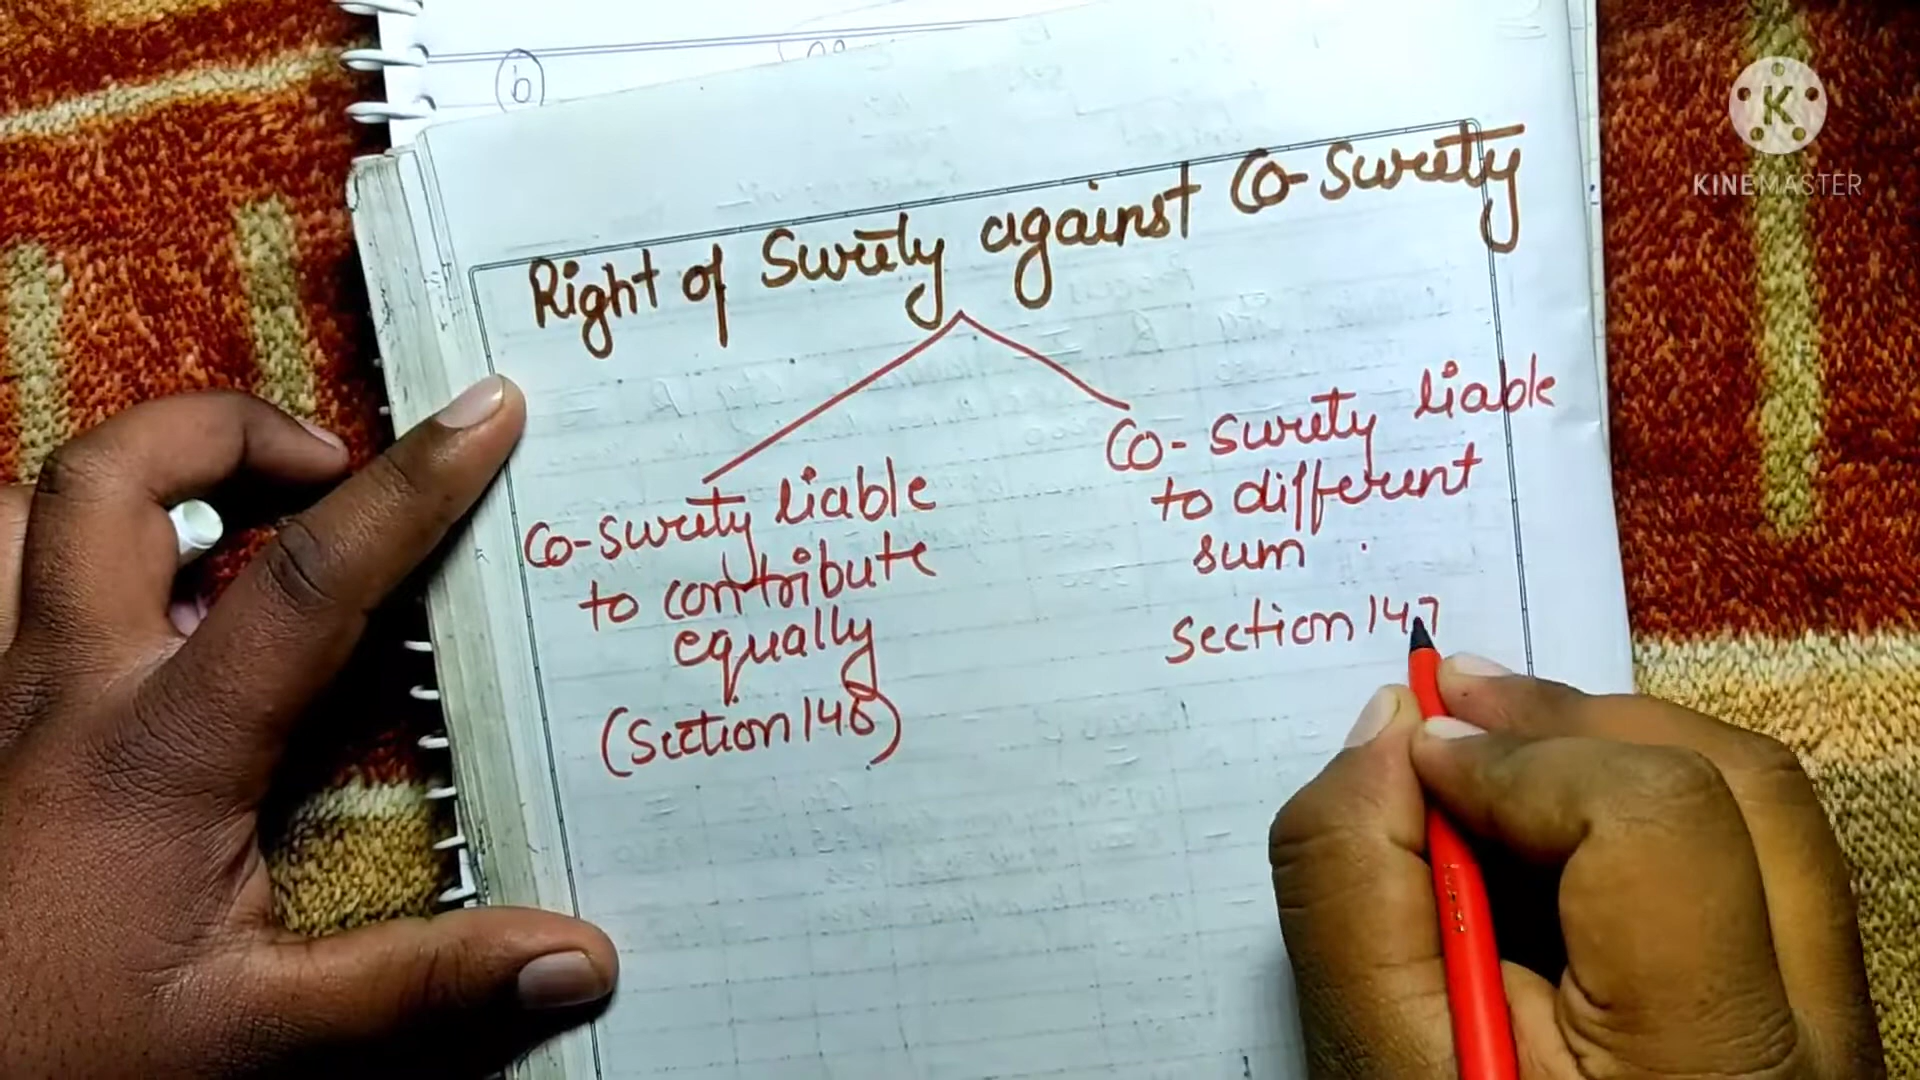 b
Right of Surety against Co-Surety
Co-surety liable
to contribute
equally
(Section 146)
Co-surety liable
to different
sum.
Section 147
K
KINEMASTER